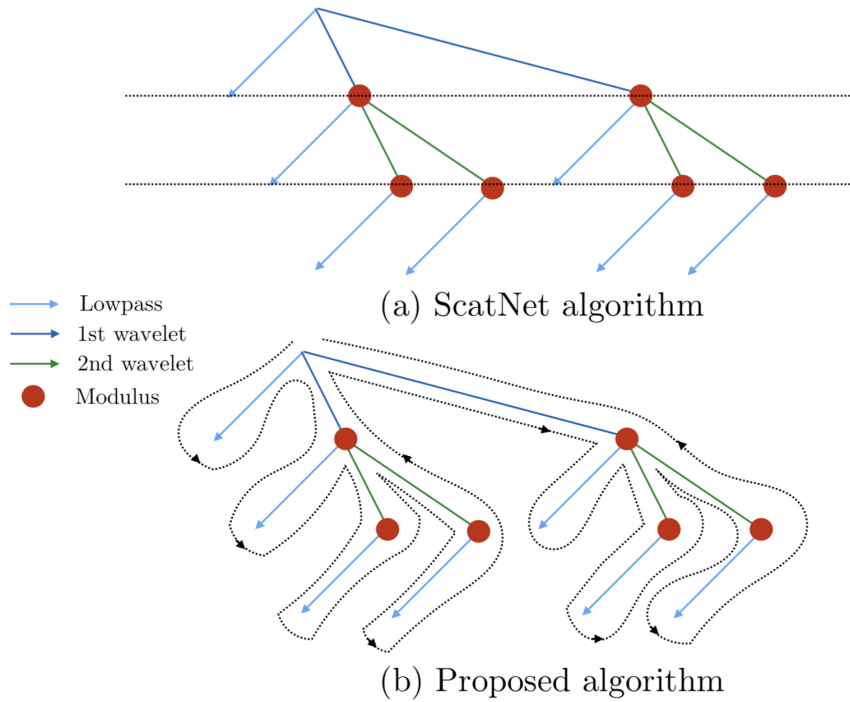 (a) ScatNet algorithm
Lowpass
1st wavelet
2nd wavelet
Modulus
(b) Proposed algorithm